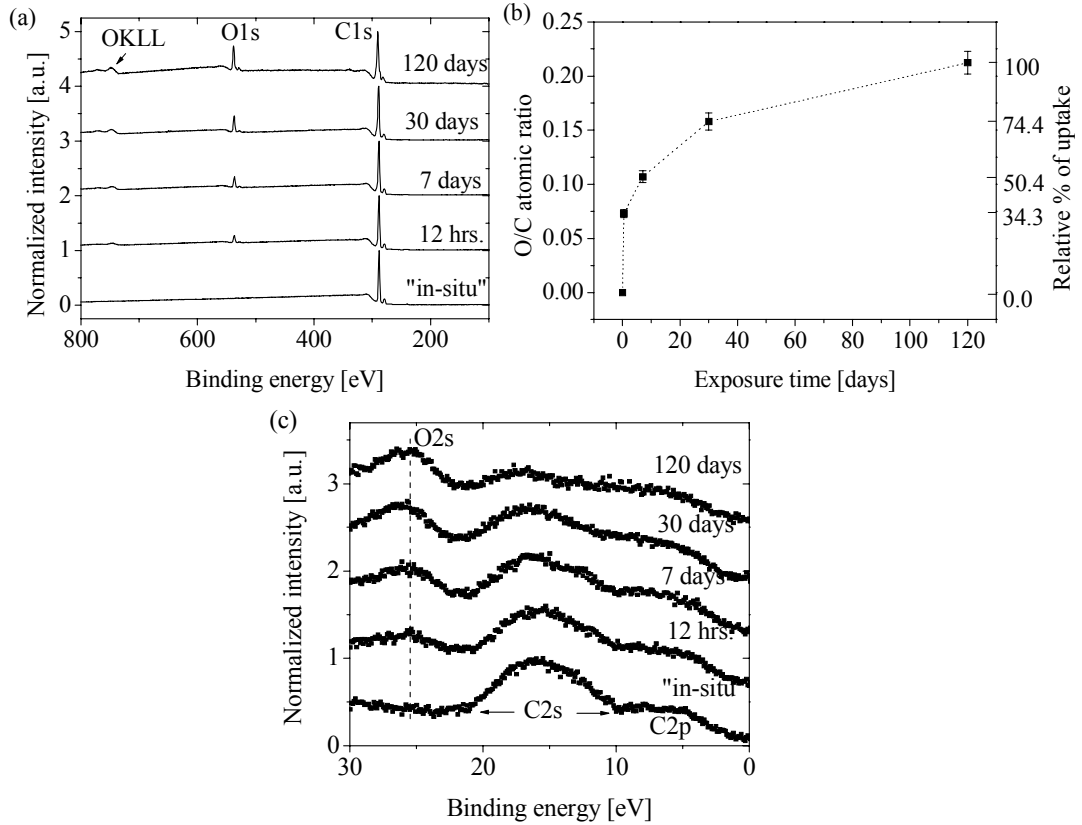 (a)
5
4
3
2
1
0
Normalized intensity [a.u.]
OKLL
O1s
C1s
120 days
30 days
7 days
12 hrs.
"in-situ"
800
600
400
200
Binding energy [eV]
(b)
0.25
0.20
0.15
0.10
0.05
0.00
O/C atomic ratio
100
74.4
50.4
34.3
0.0
Relative % of uptake
0
20
40
60
80
100
120
Exposure time [days]
(c)
3
2
1
0
Normalized intensity [a.u.]
O2s
120 days
30 days
7 days
12 hrs.
"in-situ"
C2s
C2p
30
20
10
0
Binding energy [eV]